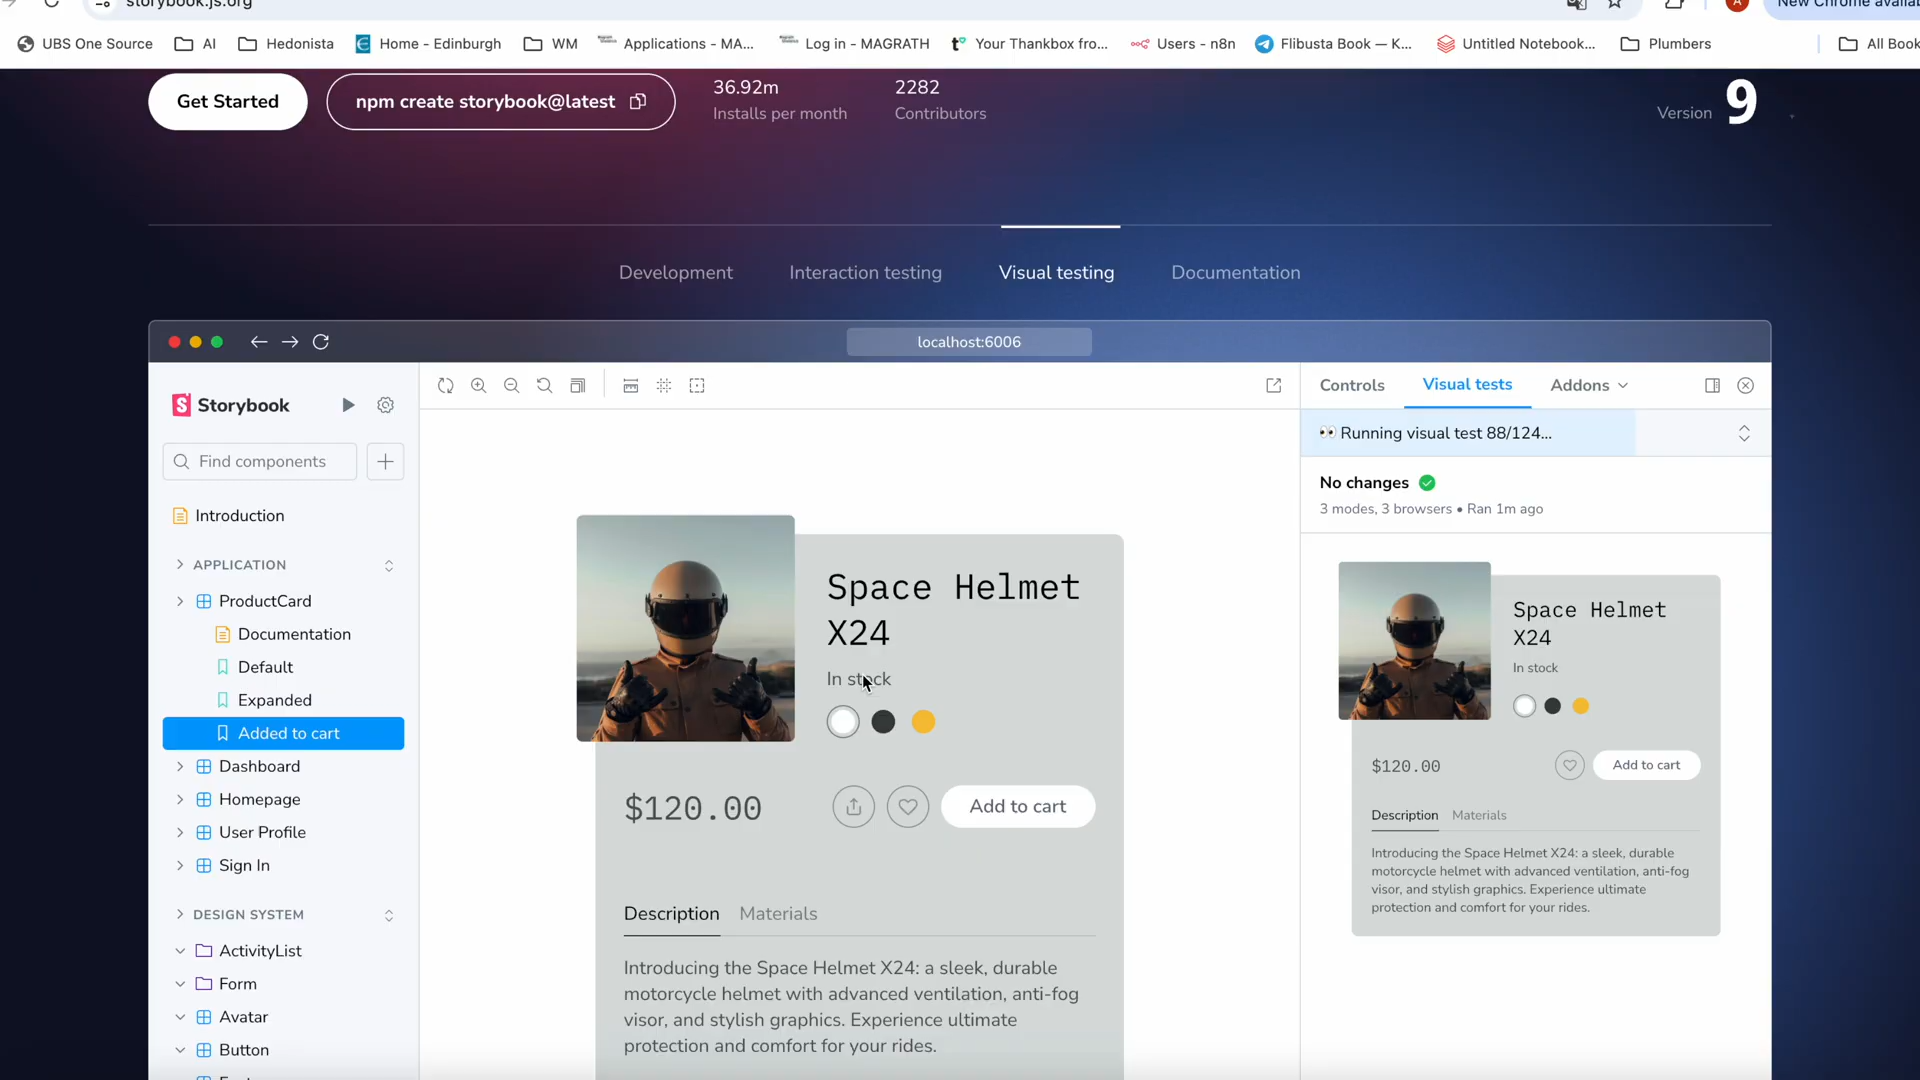 storybook.js.org
New Chrome availab
UBS One Source
AI
Hedonista
Home - Edinburgh
WM
Applications - MA...
Log in - MAGRATH
Your Thankbox fro...
Users - n8n
Flibusta Book — K...
Untitled Notebook...
Plumbers
All Book
Get Started
npm create storybook@latest
36.92m
Installs per month
2282
Contributors
Version 9
Development
Interaction testing
Visual testing
Documentation
localhost:6006
Storybook
Find components
Introduction
APPLICATION
ProductCard
Documentation
Default
Expanded
Added to cart
Dashboard
Homepage
User Profile
Sign In
DESIGN SYSTEM
ActivityList
Form
Avatar
Button
Space Helmet
X24
In stock
$120.00
Add to cart
Description
Materials
Introducing the Space Helmet X24: a sleek, durable
motorcycle helmet with advanced ventilation, anti-fog
visor, and stylish graphics. Experience ultimate
protection and comfort for your rides.
Controls
Visual tests
Addons
Running visual test 88/124...
No changes
3 modes, 3 browsers • Ran 1m ago
Space Helmet
X24
In stock
$120.00
Add to cart
Description
Materials
Introducing the Space Helmet X24: a sleek, durable
motorcycle helmet with advanced ventilation, anti-fog
visor, and stylish graphics. Experience ultimate
protection and comfort for your rides.